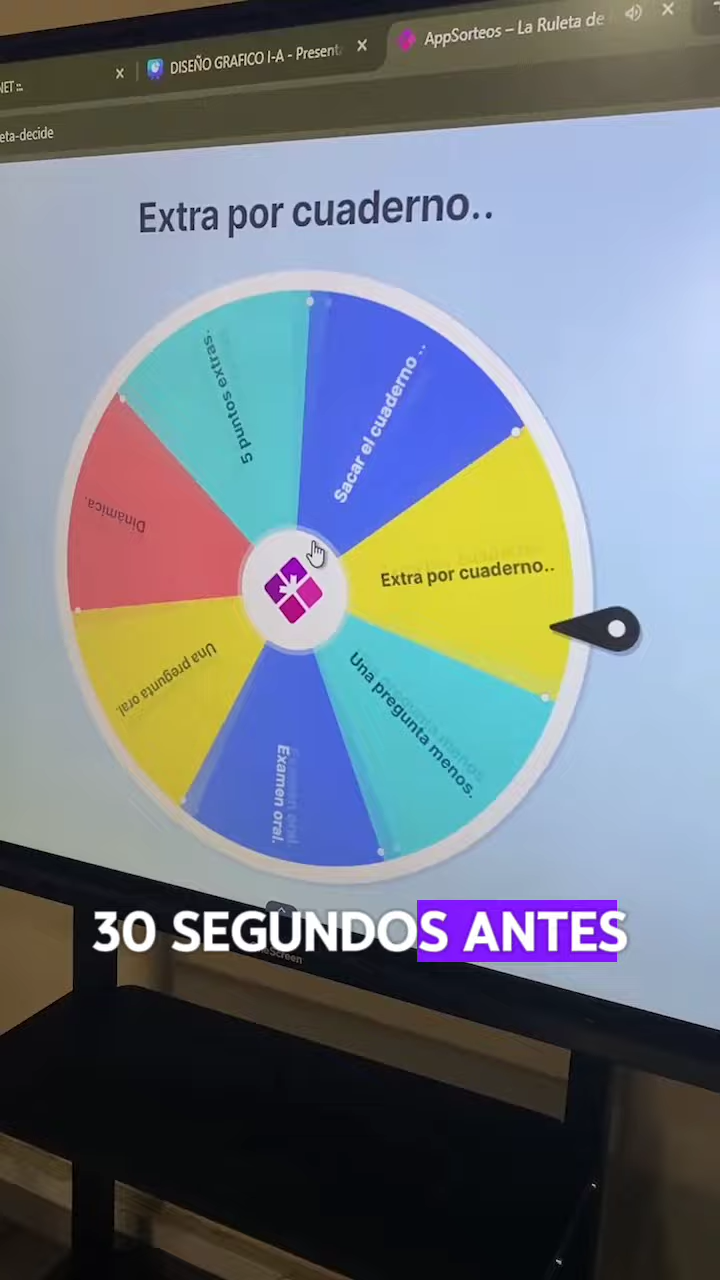 NET ::.
DISEÑO GRAFICO I-A - Present
AppSorteos – La Ruleta de
eta-decide
Extra por cuaderno..
5 puntos extras.
Sacar el cuaderno . .
Dinámica.
Extra por cuaderno..
Una pregunta oral.
Una pregunta menos.
Examen oral.
30 SEGUNDOS ANTES
Screen